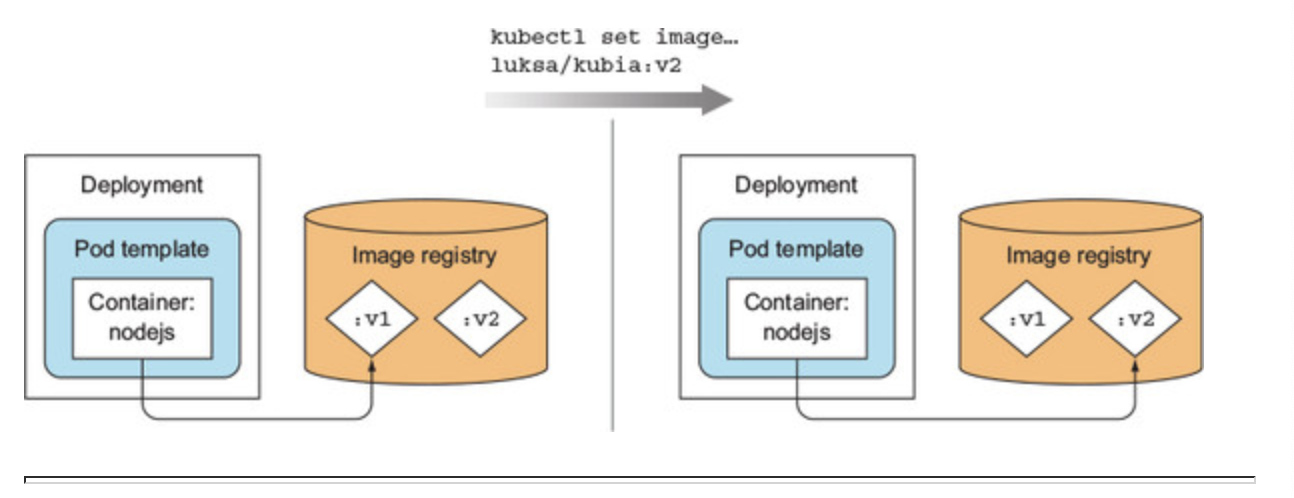 kubectl set image…
luksa/kubia:v2
Deployment
Pod template
Container:
nodejs
Image registry
:v1
:v2
Deployment
Pod template
Container:
nodejs
Image registry
:v1
:v2